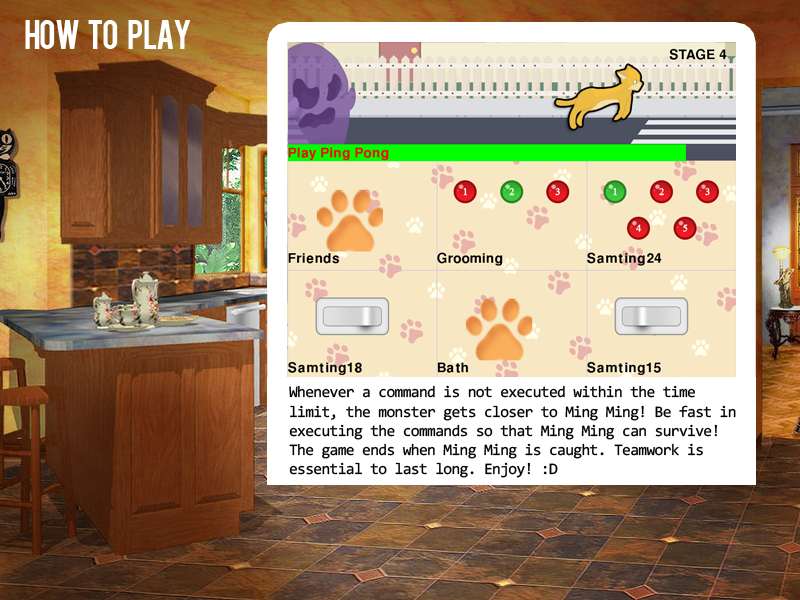 HOW TO PLAY
STAGE 4
Play Ping Pong
1 2 3
1 2 3
4 5
Friends Grooming Samting24
Samting18 Bath Samting15
Whenever a command is not executed within the time
limit, the monster gets closer to Ming Ming! Be fast in
executing the commands so that Ming Ming can survive!
The game ends when Ming Ming is caught. Teamwork is
essential to last long. Enjoy! :D